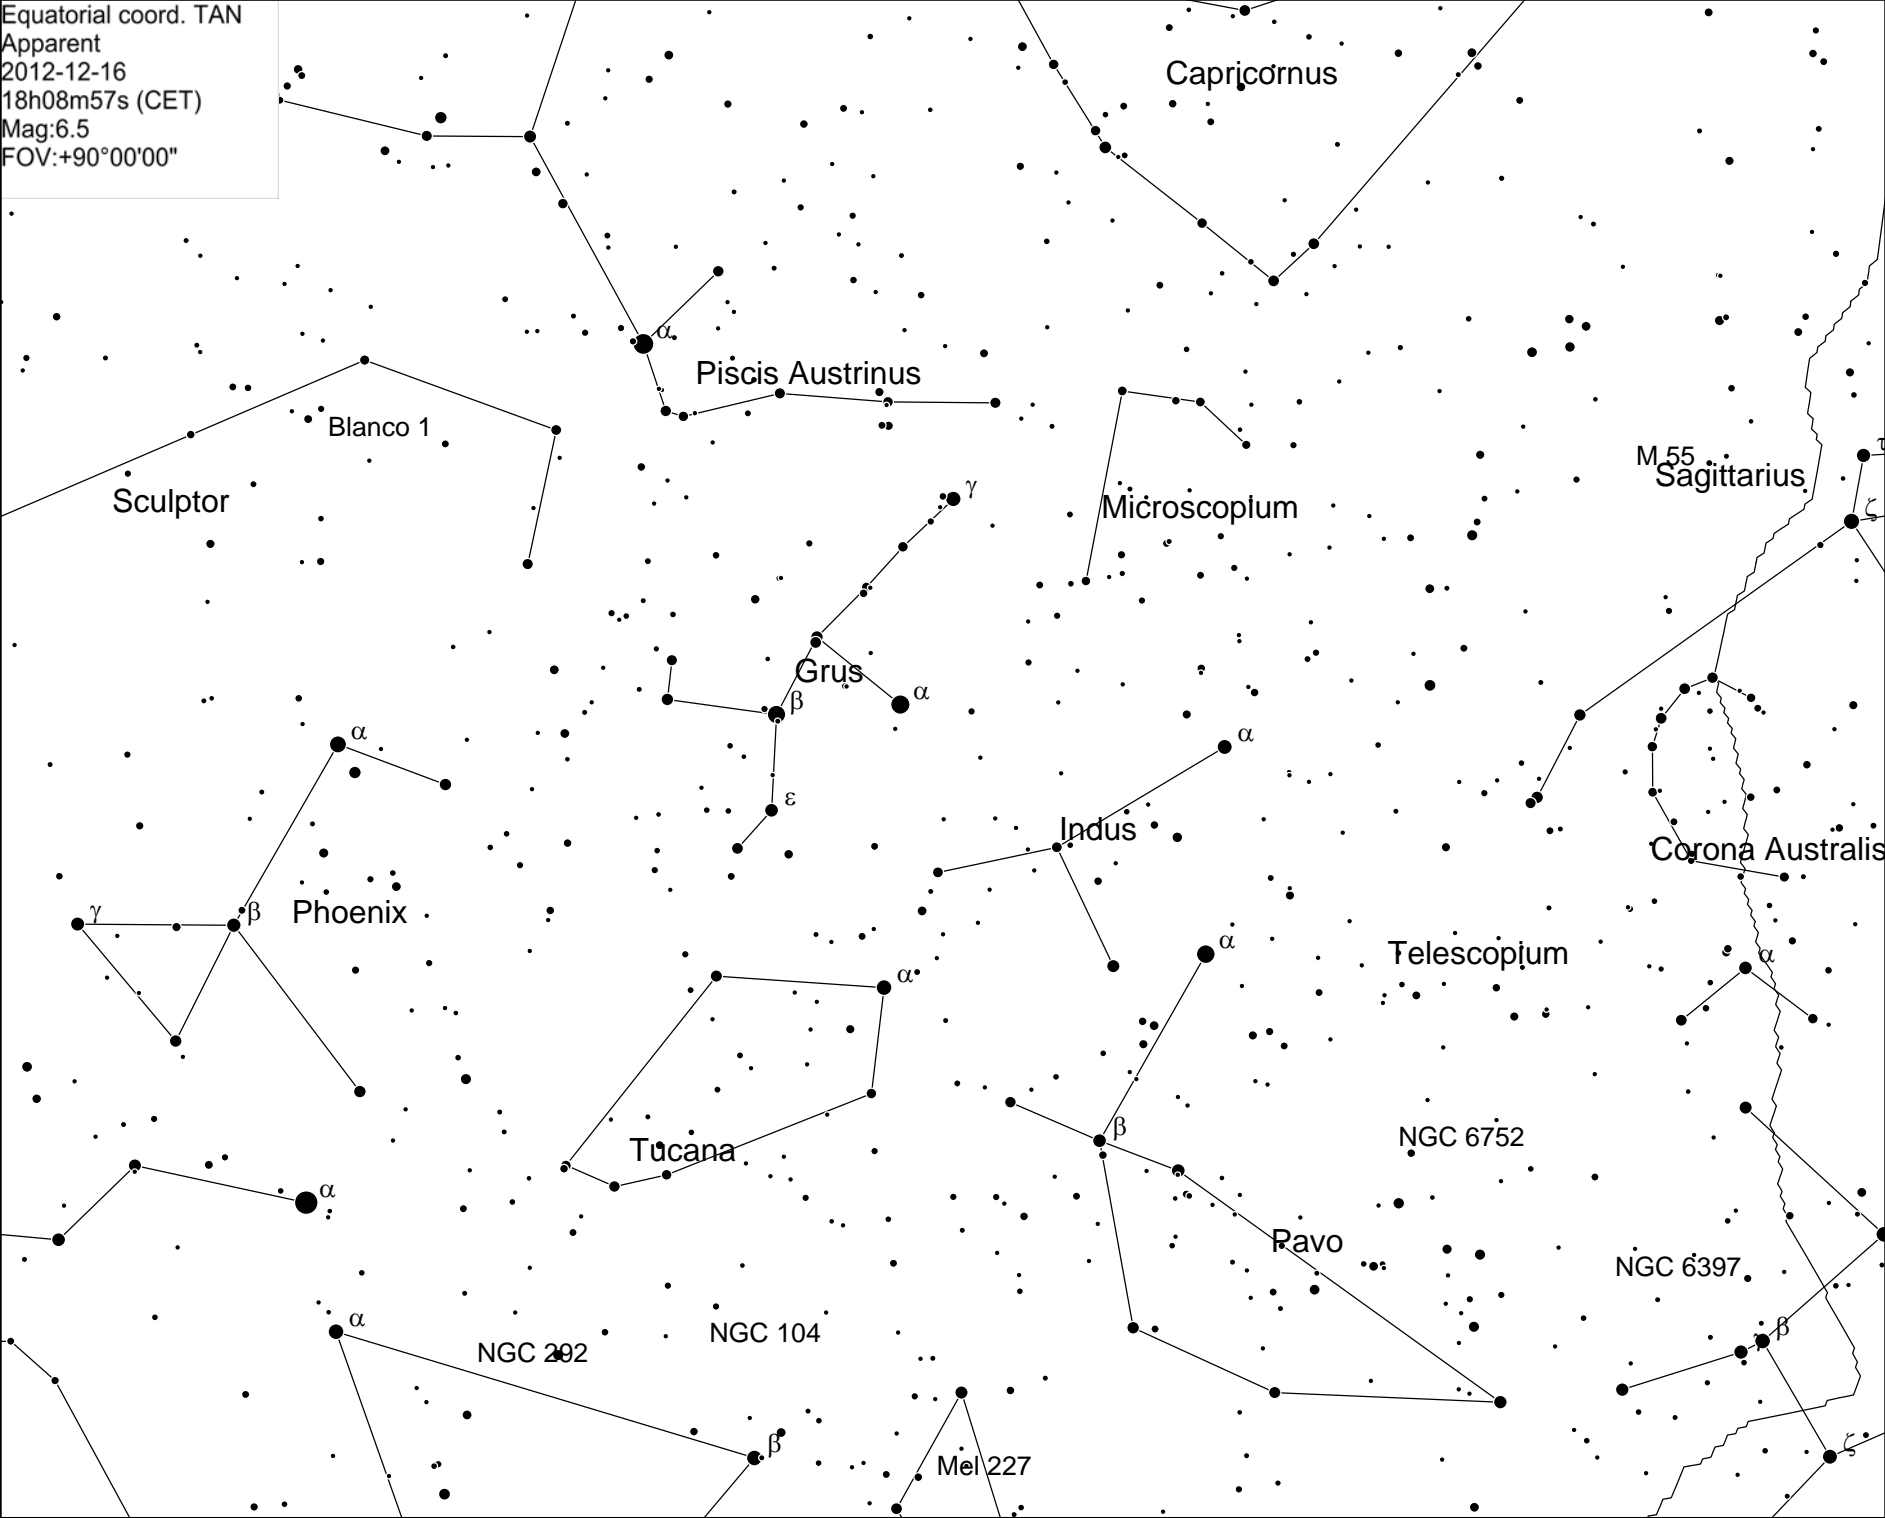 Equatorial coord. TAN
Apparent
2012-12-16
18h08m57s (CET)
Mag:6.5
FOV:+90°00'00"
Capricornus
α
Piscis Austrinus
Blanco 1
Sculptor
γ
Microscopium
M 55
Sagittarius
τ
ζ
Grus
α
β
α
α
ε
Indus
Corona Australis
γ
β
Phoenix
α
Telescopium
α
α
β
NGC 6752
Tucana
α
Pavo
NGC 6397
α
NGC 292
NGC 104
β
γ
β
Mel 227
ζ